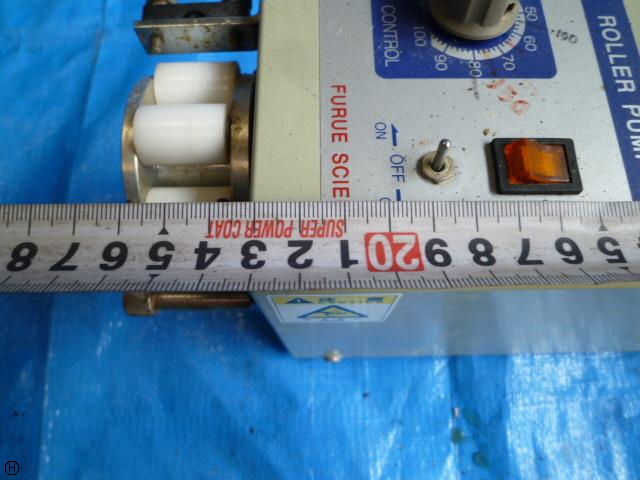 ROLLER PUM
CONTROL
50
60
70
80
90
100
FURUE SCIE
ON
OFF
SUPER POWER COAT
8 7 6 5 4 3 2 1 20 9 8 7 6 5
H